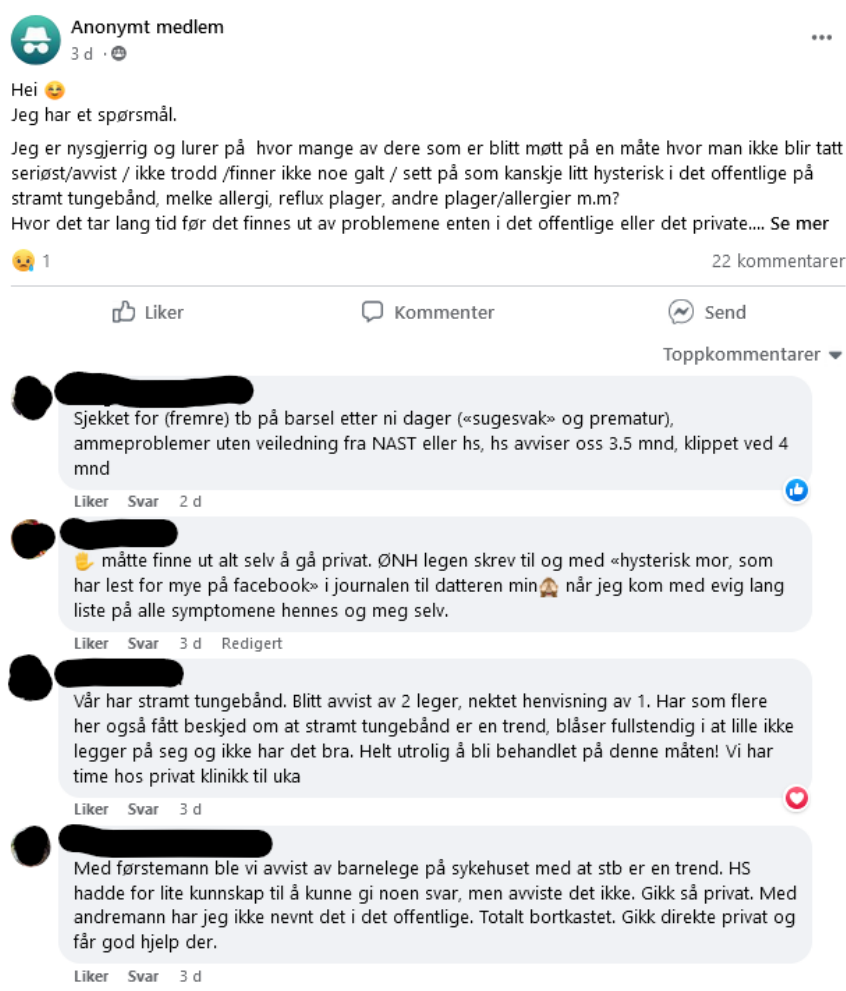 Anonymt medlem
3 d ·
Hei 😊
Jeg har et spørsmål.
Jeg er nysgjerrig og lurer på hvor mange av dere som er blitt møtt på en måte hvor man ikke blir tatt
seriøst/avvist / ikke trodd /finner ikke noe galt / sett på som kanskje litt hysterisk i det offentlige på
stramt tungebånd, melke allergi, reflux plager, andre plager/allergier m.m?
Hvor det tar lang tid før det finnes ut av problemene enten i det offentlige eller det private.... Se mer
😢 1
22 kommentarer
Liker Kommenter Send
Toppkommentarer
Sjekket for (fremre) tb på barsel etter ni dager («sugesvak» og prematur),
ammeproblemer uten veiledning fra NAST eller hs, hs avviser oss 3.5 mnd, klippet ved 4
mnd
Liker Svar 2 d
✋ måtte finne ut alt selv å gå privat. ØNH legen skrev til og med «hysterisk mor, som
har lest for mye på facebook» i journalen til datteren min🙈 når jeg kom med evig lang
liste på alle symptomene hennes og meg selv.
Liker Svar 3 d Redigert
Vår har stramt tungebånd. Blitt avvist av 2 leger, nektet henvisning av 1. Har som flere
her også fått beskjed om at stramt tungebånd er en trend, blåser fullstendig i at lille ikke
legger på seg og ikke har det bra. Helt utrolig å bli behandlet på denne måten! Vi har
time hos privat klinikk til uka
Liker Svar 3 d
Med førstemann ble vi avvist av barnelege på sykehuset med at stb er en trend. HS
hadde for lite kunnskap til å kunne gi noen svar, men avviste det ikke. Gikk så privat. Med
andremann har jeg ikke nevnt det i det offentlige. Totalt bortkastet. Gikk direkte privat og
får god hjelp der.
Liker Svar 3 d